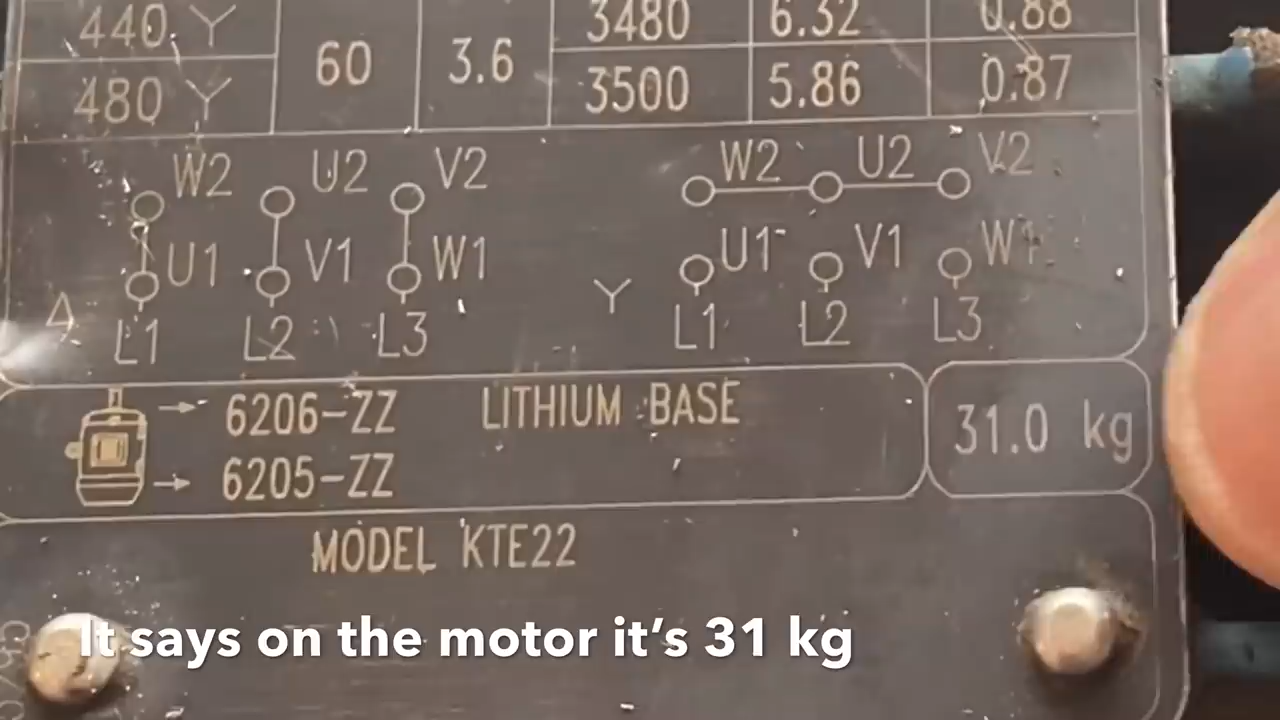 440 Y 60 3.6 3480 6.32 0.88
480 Y 3500 5.86 0.87
W2 U2 V2 W2 U2 V2
U1 V1 W1 U1 V1 W1
Δ L1 L2 L3 Y L1 L2 L3
6206-ZZ LITHIUM BASE
6205-ZZ
31.0 kg
MODEL KTE22
It says on the motor it's 31 kg